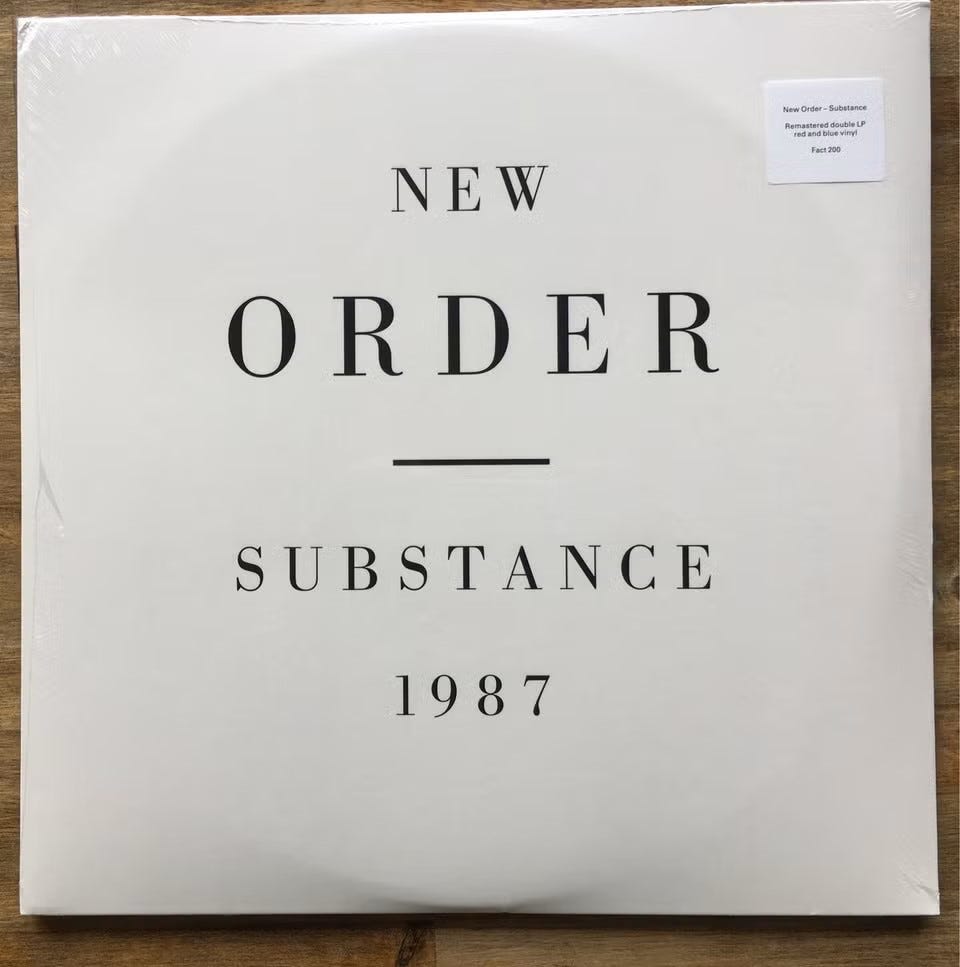 New Order – Substance
Remastered double LP
red and blue vinyl
Fact 200
NEW
ORDER
SUBSTANCE
1987